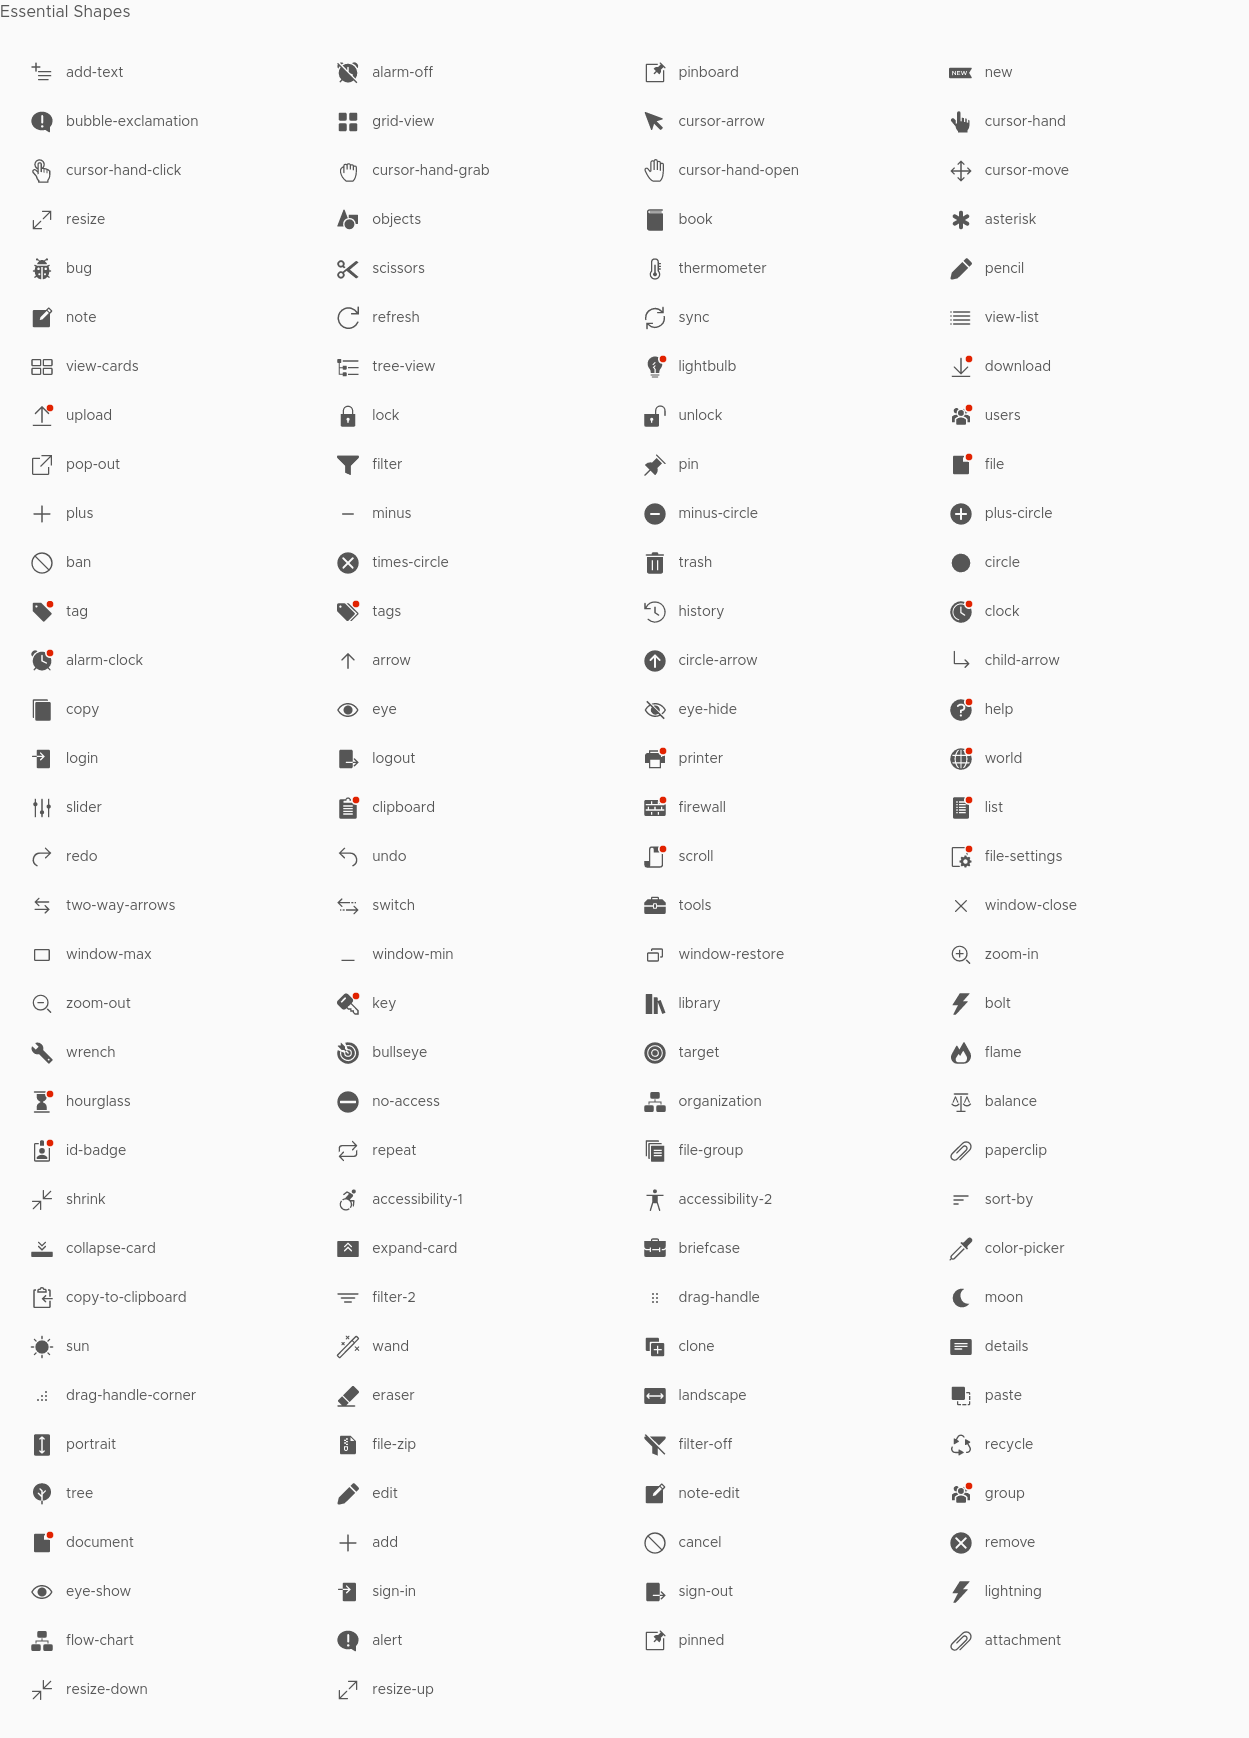 Essential Shapes
add-text alarm-off pinboard NEW new
bubble-exclamation grid-view cursor-arrow cursor-hand
cursor-hand-click cursor-hand-grab cursor-hand-open cursor-move
resize objects book asterisk
bug scissors thermometer pencil
note refresh sync view-list
view-cards tree-view lightbulb download
upload lock unlock users
pop-out filter pin file
plus minus minus-circle plus-circle
ban times-circle trash circle
tag tags history clock
alarm-clock arrow circle-arrow child-arrow
copy eye eye-hide help
login logout printer world
slider clipboard firewall list
redo undo scroll file-settings
two-way-arrows switch tools window-close
window-max window-min window-restore zoom-in
zoom-out key library bolt
wrench bullseye target flame
hourglass no-access organization balance
id-badge repeat file-group paperclip
shrink accessibility-1 accessibility-2 sort-by
collapse-card expand-card briefcase color-picker
copy-to-clipboard filter-2 drag-handle moon
sun wand clone details
drag-handle-corner eraser landscape paste
portrait file-zip filter-off recycle
tree edit note-edit group
document add cancel remove
eye-show sign-in sign-out lightning
flow-chart alert pinned attachment
resize-down resize-up